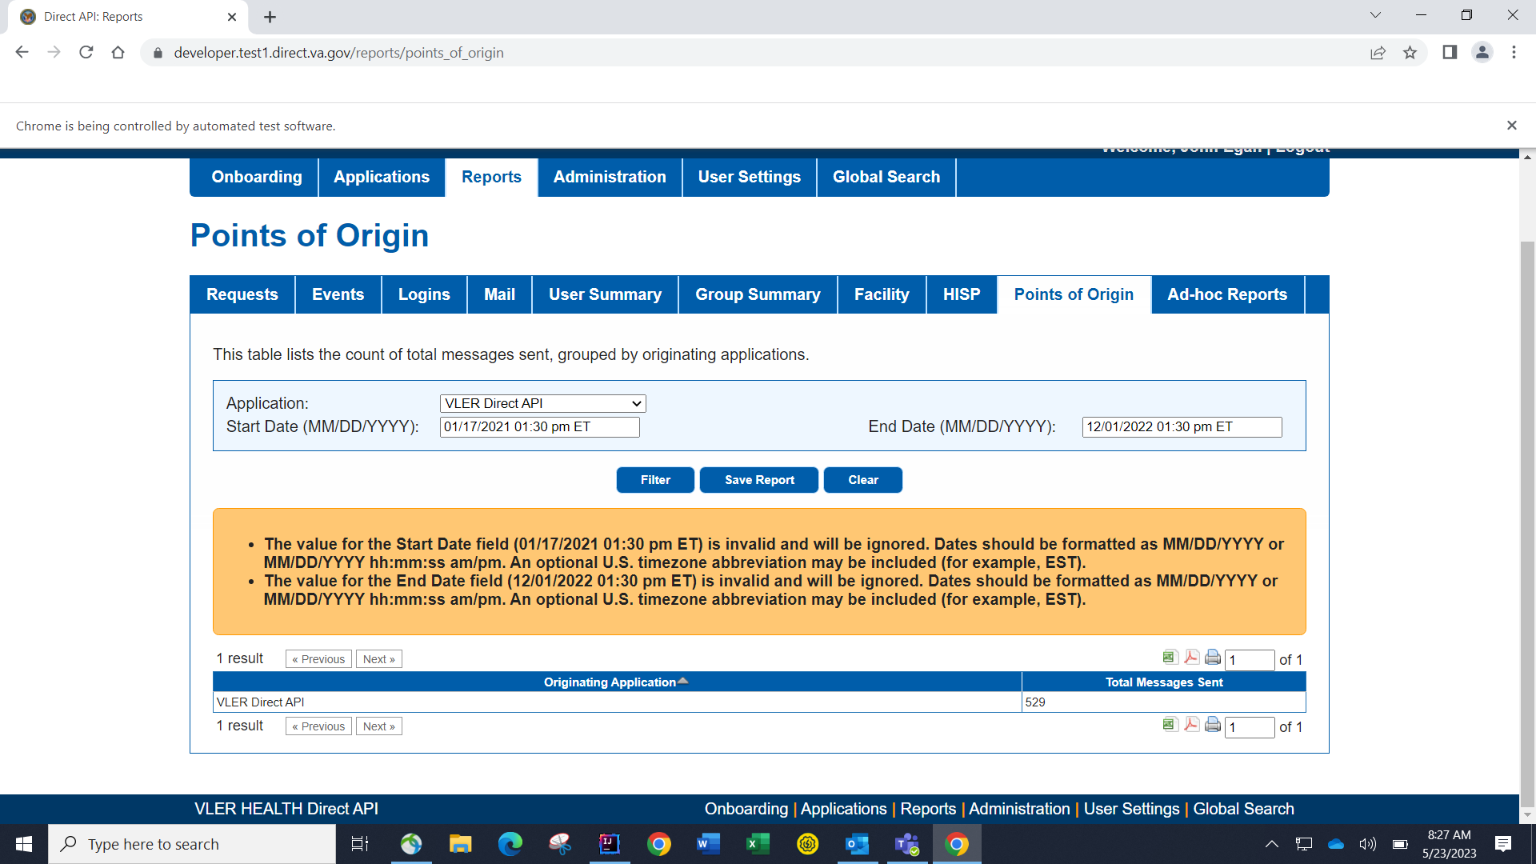 Direct API: Reports
developer.test1.direct.va.gov/reports/points_of_origin
Chrome is being controlled by automated test software.
Welcome, John Egan | Logout
Onboarding Applications Reports Administration User Settings Global Search
Points of Origin
Requests Events Logins Mail User Summary Group Summary Facility HISP Points of Origin Ad-hoc Reports
This table lists the count of total messages sent, grouped by originating applications.
Application: VLER Direct API
Start Date (MM/DD/YYYY): 01/17/2021 01:30 pm ET End Date (MM/DD/YYYY): 12/01/2022 01:30 pm ET
Filter Save Report Clear
• The value for the Start Date field (01/17/2021 01:30 pm ET) is invalid and will be ignored. Dates should be formatted as MM/DD/YYYY or
MM/DD/YYYY hh:mm:ss am/pm. An optional U.S. timezone abbreviation may be included (for example, EST).
• The value for the End Date field (12/01/2022 01:30 pm ET) is invalid and will be ignored. Dates should be formatted as MM/DD/YYYY or
MM/DD/YYYY hh:mm:ss am/pm. An optional U.S. timezone abbreviation may be included (for example, EST).
1 result « Previous Next » 1 of 1
Originating Application Total Messages Sent
VLER Direct API 529
1 result « Previous Next » 1 of 1
VLER HEALTH Direct API Onboarding | Applications | Reports | Administration | User Settings | Global Search
Type here to search
8:27 AM
5/23/2023